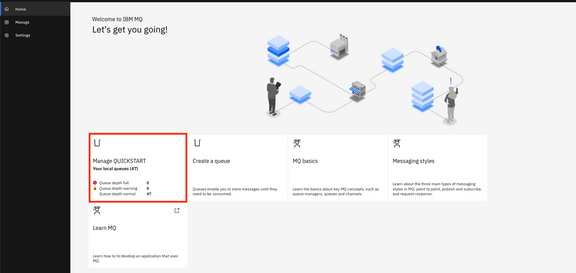 Home
Manage
Settings
Welcome to IBM MQ
Let's get you going!
Manage QUICKSTART
Your local queues (47)
Queue depth full 0
Queue depth warning 0
Queue depth normal 47
Create a queue
Queues enable you to store messages until they
need to be consumed.
MQ basics
Learn the basics about key MQ concepts, such as
queue managers, queues and channels.
Messaging styles
Learn about the three main types of messaging
styles in MQ: point to point, publish and subscribe,
and request-response.
Learn MQ
Learn how to to develop an application that uses
MQ.